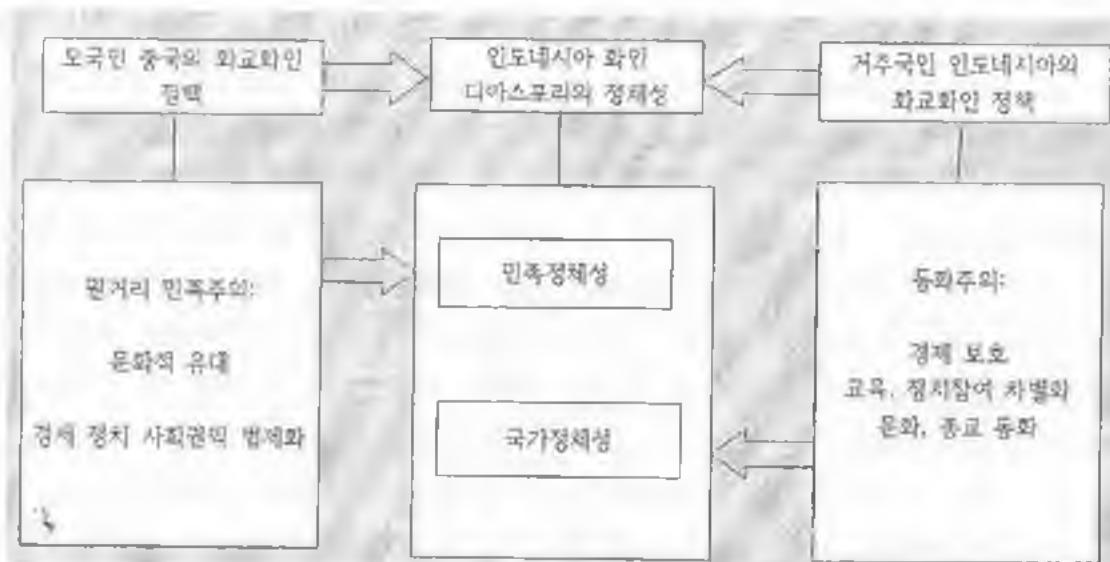 모국인 중국의 화교화인
정책
인도네시아 화인
디아스포라의 정체성
거주국인 인도네시아의
화교화인 정책
원거리 민족주의:
문화적 유대
경제 정치 사회권익 법제화
민족정체성
국가정체성
동화주의:
경제 보호
교육, 정치참여 차별화
문화, 종교 동화